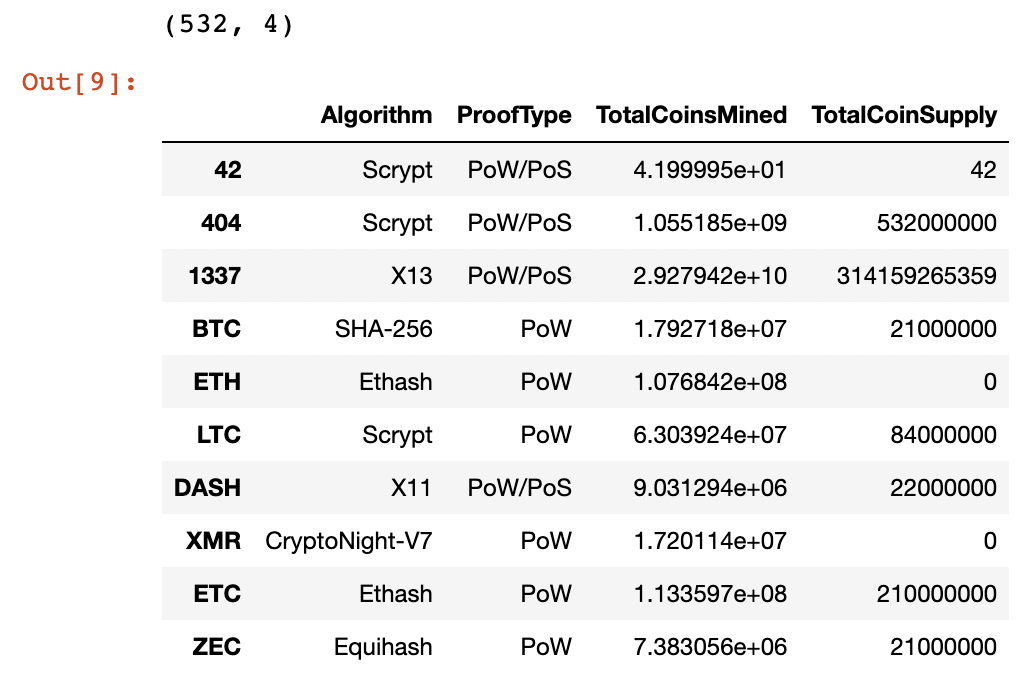 (532, 4)
Out[9]:
Algorithm ProofType TotalCoinsMined TotalCoinSupply
42 Scrypt PoW/PoS 4.199995e+01 42
404 Scrypt PoW/PoS 1.055185e+09 532000000
1337 X13 PoW/PoS 2.927942e+10 314159265359
BTC SHA-256 PoW 1.792718e+07 21000000
ETH Ethash PoW 1.076842e+08 0
LTC Scrypt PoW 6.303924e+07 84000000
DASH X11 PoW/PoS 9.031294e+06 22000000
XMR CryptoNight-V7 PoW 1.720114e+07 0
ETC Ethash PoW 1.133597e+08 210000000
ZEC Equihash PoW 7.383056e+06 21000000